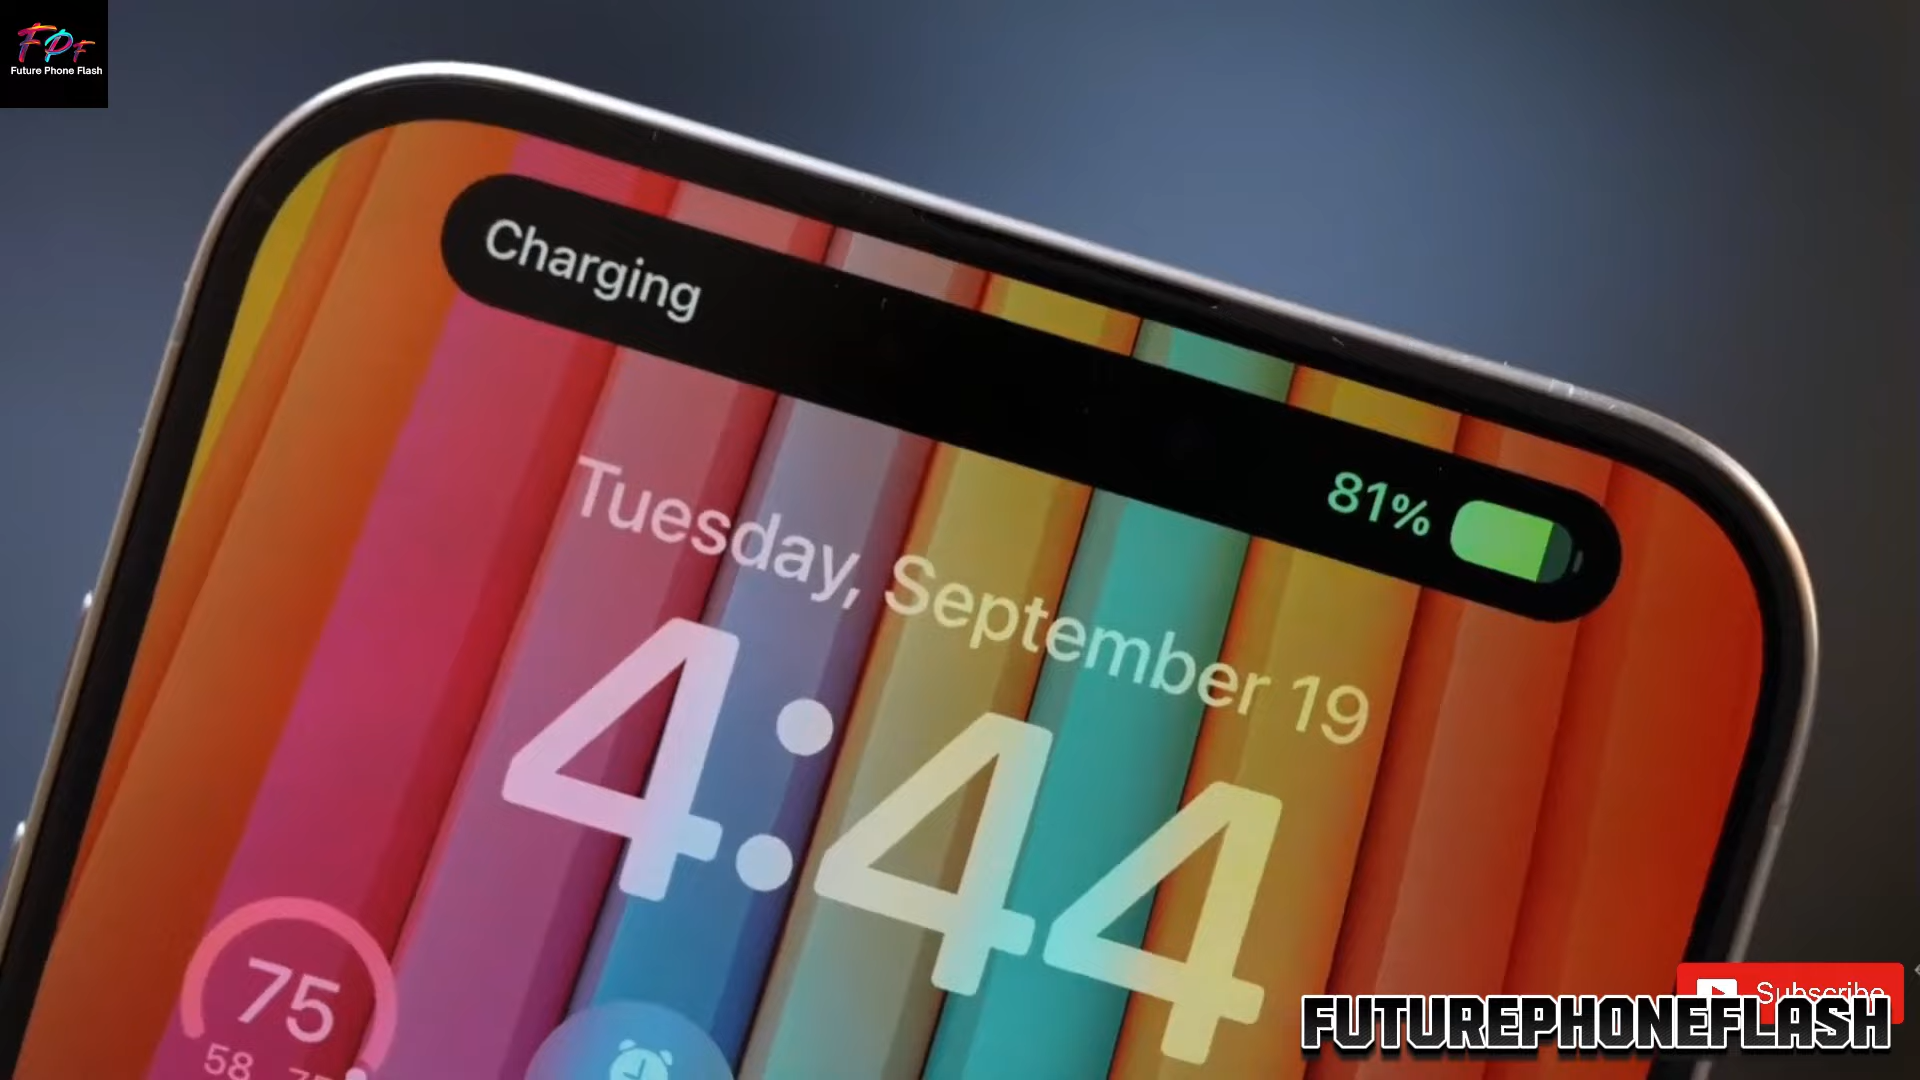 FPF
Future Phone Flash
Charging
81%
Tuesday, September 19
4:44
75
58
Subscribe
FUTUREPHONEFLASH